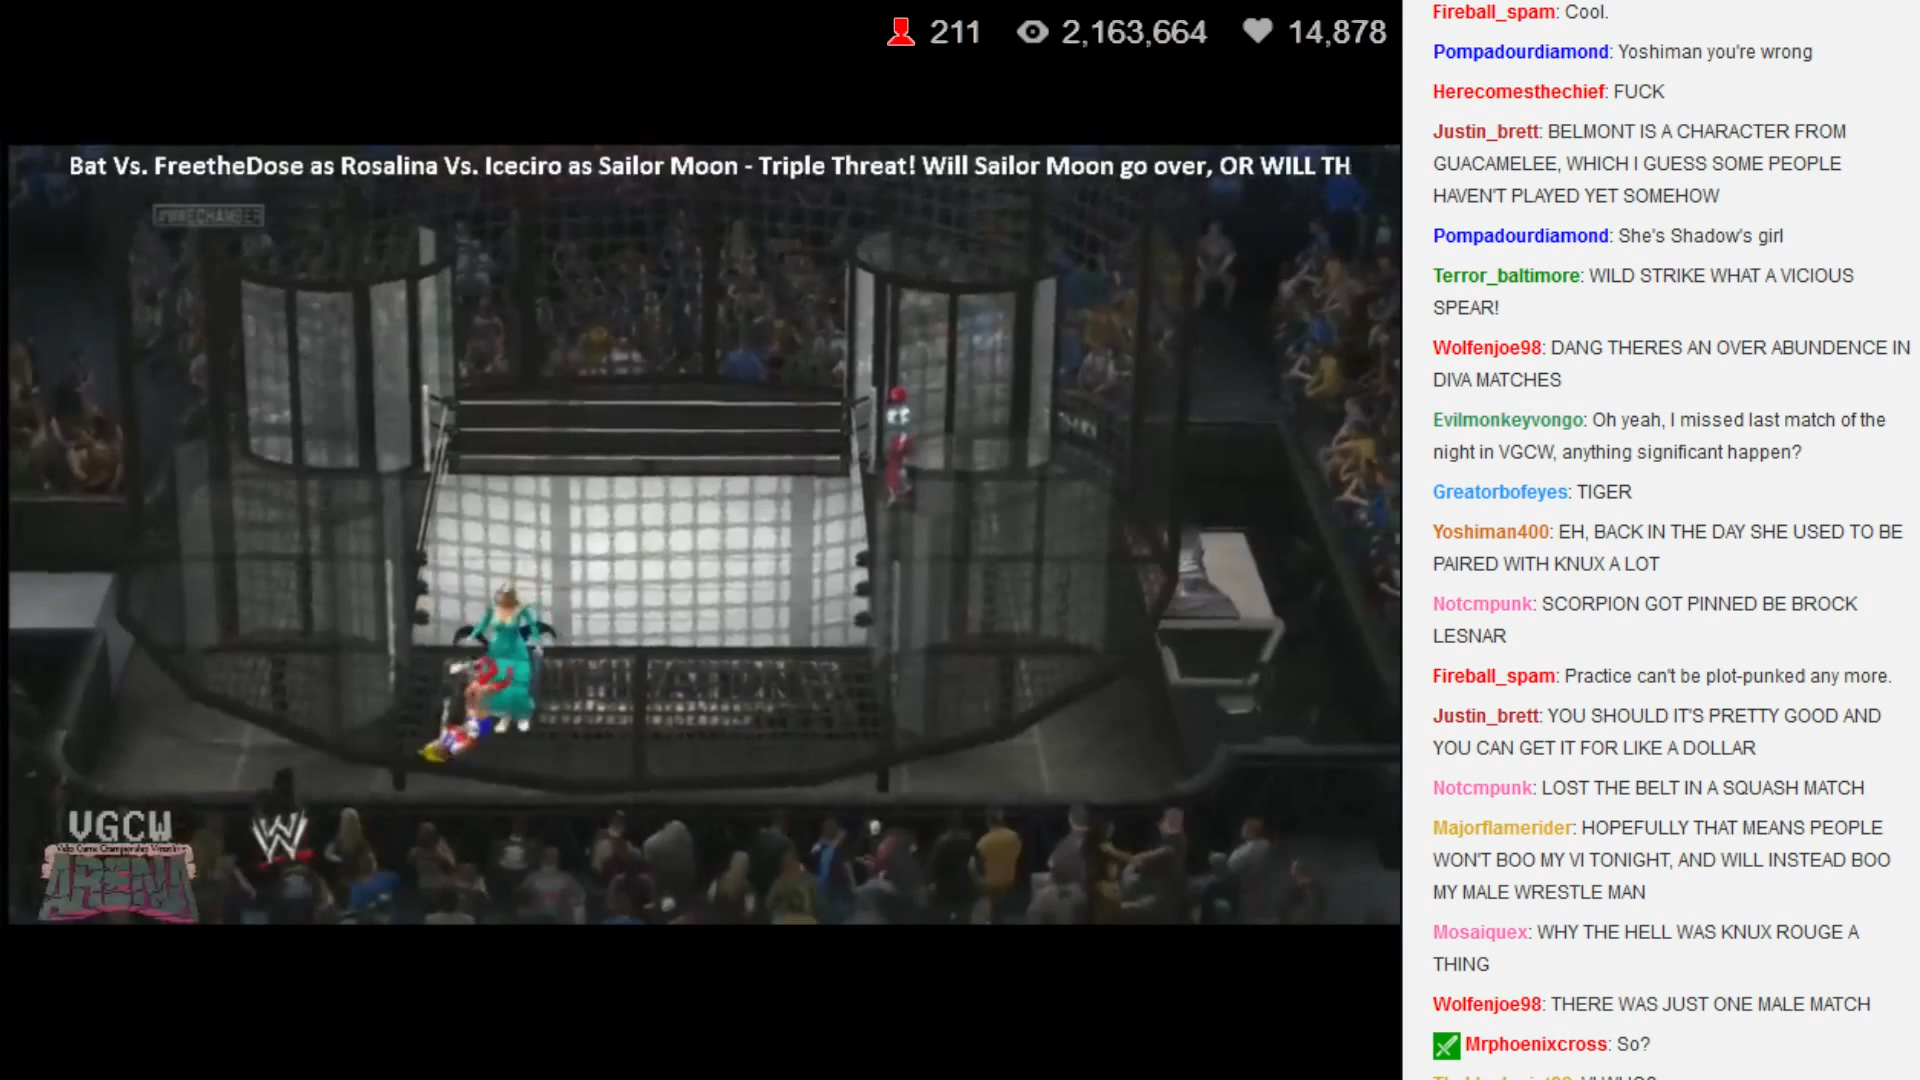 211 2,163,664 14,878
Bat Vs. FreetheDose as Rosalina Vs. Iceciro as Sailor Moon - Triple Threat! Will Sailor Moon go over, OR WILL TH
#WWECHAMBER
VGCW
Video Game Championship Wrestling
ARENA
W
Fireball_spam: Cool.
Pompadourdiamond: Yoshiman you're wrong
Herecomesthechief: FUCK
Justin_brett: BELMONT IS A CHARACTER FROM
GUACAMELEE, WHICH I GUESS SOME PEOPLE
HAVEN'T PLAYED YET SOMEHOW
Pompadourdiamond: She's Shadow's girl
Terror_baltimore: WILD STRIKE WHAT A VICIOUS
SPEAR!
Wolfenjoe98: DANG THERES AN OVER ABUNDENCE IN
DIVA MATCHES
Evilmonkeyvongo: Oh yeah, I missed last match of the
night in VGCW, anything significant happen?
Greatorbofeyes: TIGER
Yoshiman400: EH, BACK IN THE DAY SHE USED TO BE
PAIRED WITH KNUX A LOT
Notcmpunk: SCORPION GOT PINNED BE BROCK
LESNAR
Fireball_spam: Practice can't be plot-punked any more.
Justin_brett: YOU SHOULD IT'S PRETTY GOOD AND
YOU CAN GET IT FOR LIKE A DOLLAR
Notcmpunk: LOST THE BELT IN A SQUASH MATCH
Majorflamerider: HOPEFULLY THAT MEANS PEOPLE
WON'T BOO MY VI TONIGHT, AND WILL INSTEAD BOO
MY MALE WRESTLE MAN
Mosaiquex: WHY THE HELL WAS KNUX ROUGE A
THING
Wolfenjoe98: THERE WAS JUST ONE MALE MATCH
Mrphoenixcross: So?